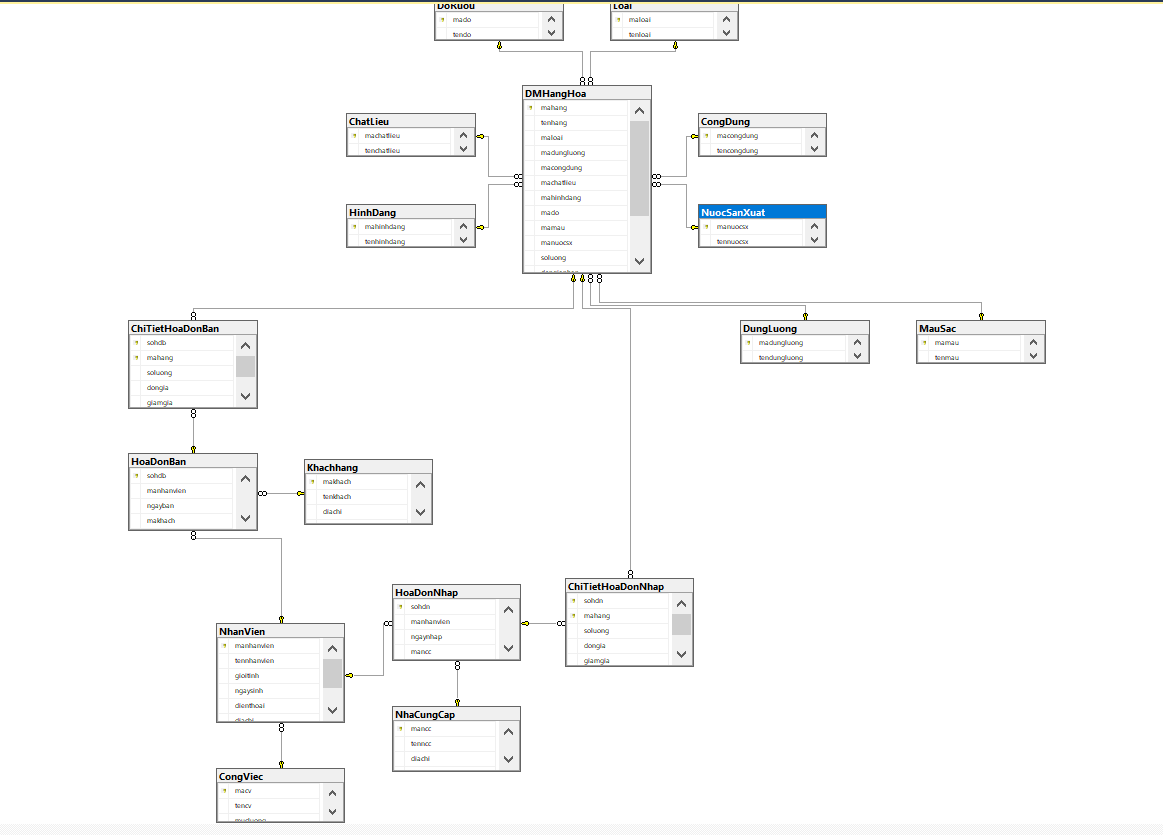 DoRuou
mado
tendo
Loai
maloai
tenloai
DMHangHoa
mahang
tenhang
maloai
madungluong
macongdung
machatlieu
mahinhdang
mado
mamau
manuocsx
soluong
ChatLieu
machatlieu
tenchatlieu
CongDung
macongdung
tencongdung
HinhDang
mahinhdang
tenhinhdang
NuocSanXuat
manuocsx
tennuocsx
ChiTietHoaDonBan
sohdb
mahang
soluong
dongia
giamgia
DungLuong
madungluong
tendungluong
MauSac
mamau
tenmau
HoaDonBan
sohdb
manhanvien
ngayban
makhach
Khachhang
makhach
tenkhach
diachi
HoaDonNhap
sohdn
manhanvien
ngaynhap
mancc
ChiTietHoaDonNhap
sohdn
mahang
soluong
dongia
giamgia
NhanVien
manhanvien
tennhanvien
gioitinh
ngaysinh
dienthoai
diachi
NhaCungCap
mancc
tenncc
diachi
CongViec
macv
tencv